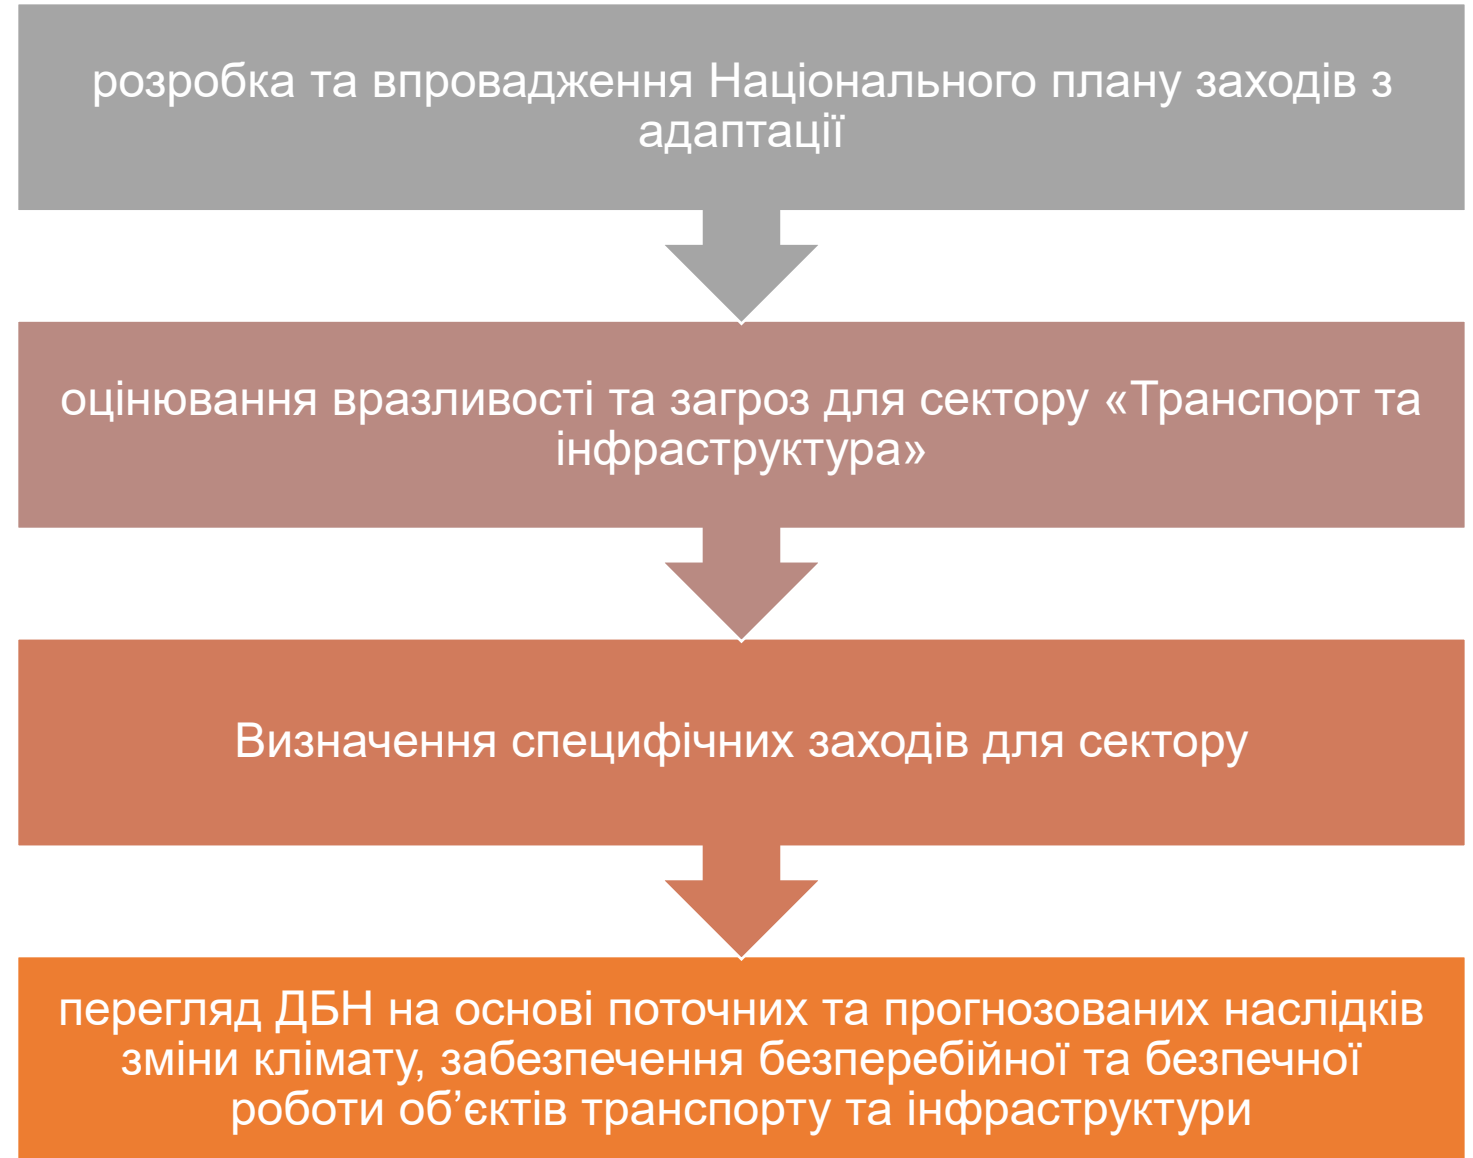 розробка та впровадження Національного плану заходів з
адаптації
оцінювання вразливості та загроз для сектору «Транспорт та
інфраструктура»
Визначення специфічних заходів для сектору
перегляд ДБН на основі поточних та прогнозованих наслідків
зміни клімату, забезпечення безперебійної та безпечної
роботи об’єктів транспорту та інфраструктури